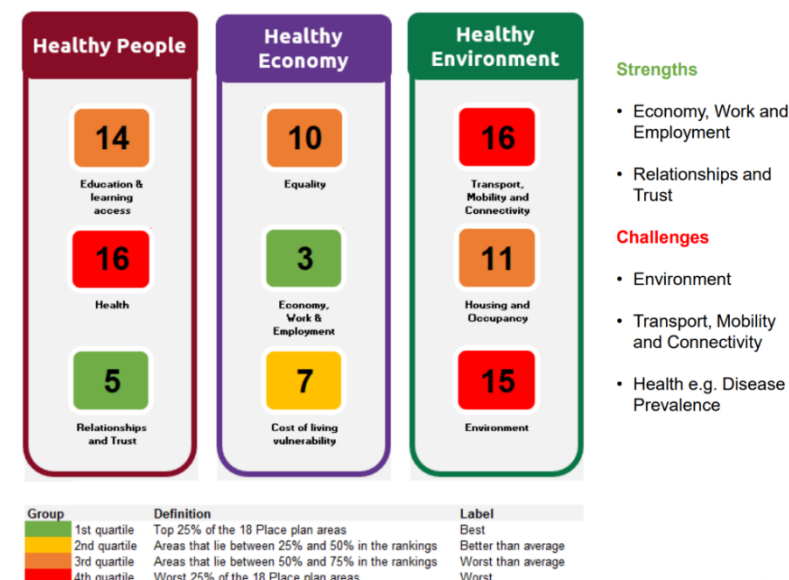 Healthy People
14
Education &
learning
access
16
Health
5
Relationships
and Trust
Healthy
Economy
10
Equality
3
Economy,
Work &
Employment
7
Cost of living
vulnerability
Healthy
Environment
16
Transport,
Mobility and
Connectivity
11
Housing and
Occupancy
15
Environment
Strengths
• Economy, Work and
Employment
• Relationships and
Trust
Challenges
• Environment
• Transport, Mobility
and Connectivity
• Health e.g. Disease
Prevalence
Group Definition Label
1st quartile Top 25% of the 18 Place plan areas Best
2nd quartile Areas that lie between 25% and 50% in the rankings Better than average
3rd quartile Areas that lie between 50% and 75% in the rankings Worst than average
4th quartile Worst 25% of the 18 Place plan areas Worst